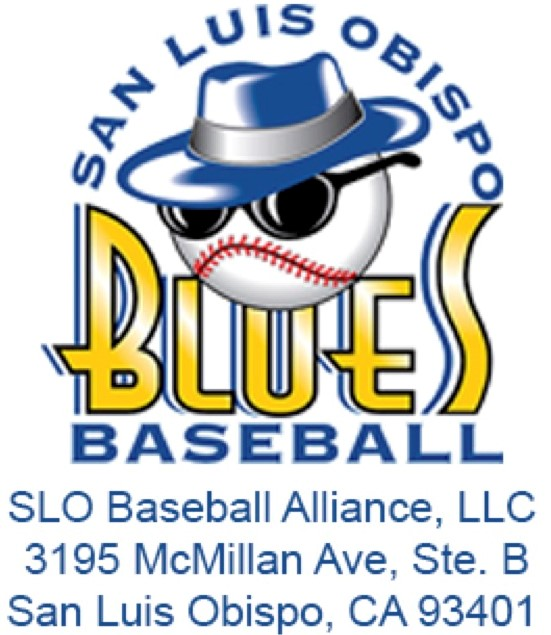 SAN LUIS OBISPO
BLUES
BASEBALL
SLO Baseball Alliance, LLC
3195 McMillan Ave, Ste. B
San Luis Obispo, CA 93401